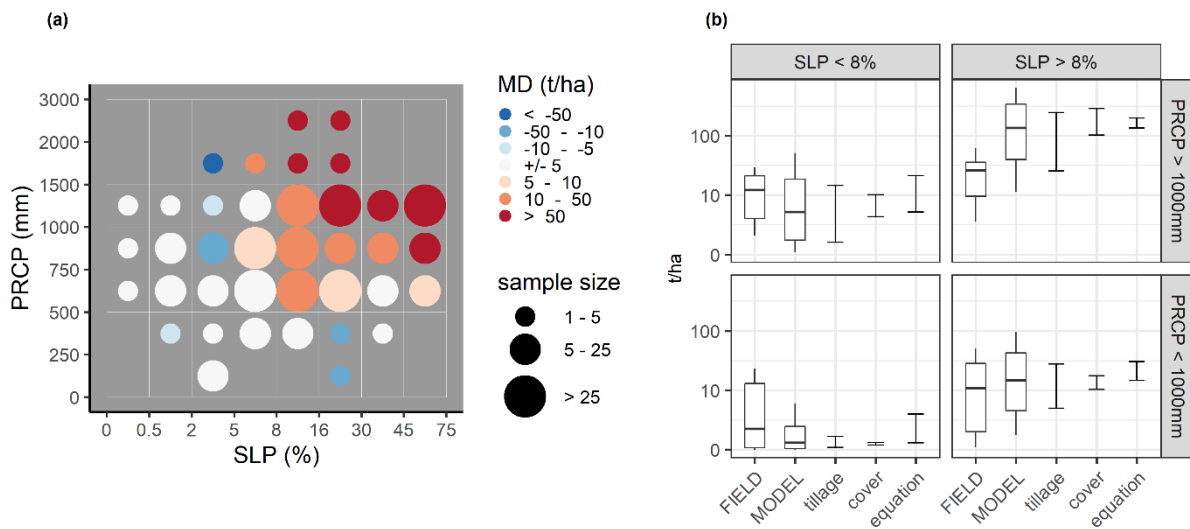 (a)
PRCP (mm)
3000
2000
1500
1000
750
500
250
0
0 0.5 2 5 8 16 23 30 45 75
SLP (%)
MD (t/ha)
< -50
-50 - -10
-10 - -5
+/- 5
5 - 10
10 - 50
> 50
sample size
1 - 5
5 - 25
> 25
(b)
SLP < 8% SLP > 8%
t/ha
100
10
0
PRCP > 1000mm
100
10
0
PRCP < 1000mm
FIELD MODEL tillage cover equation FIELD MODEL tillage cover equation